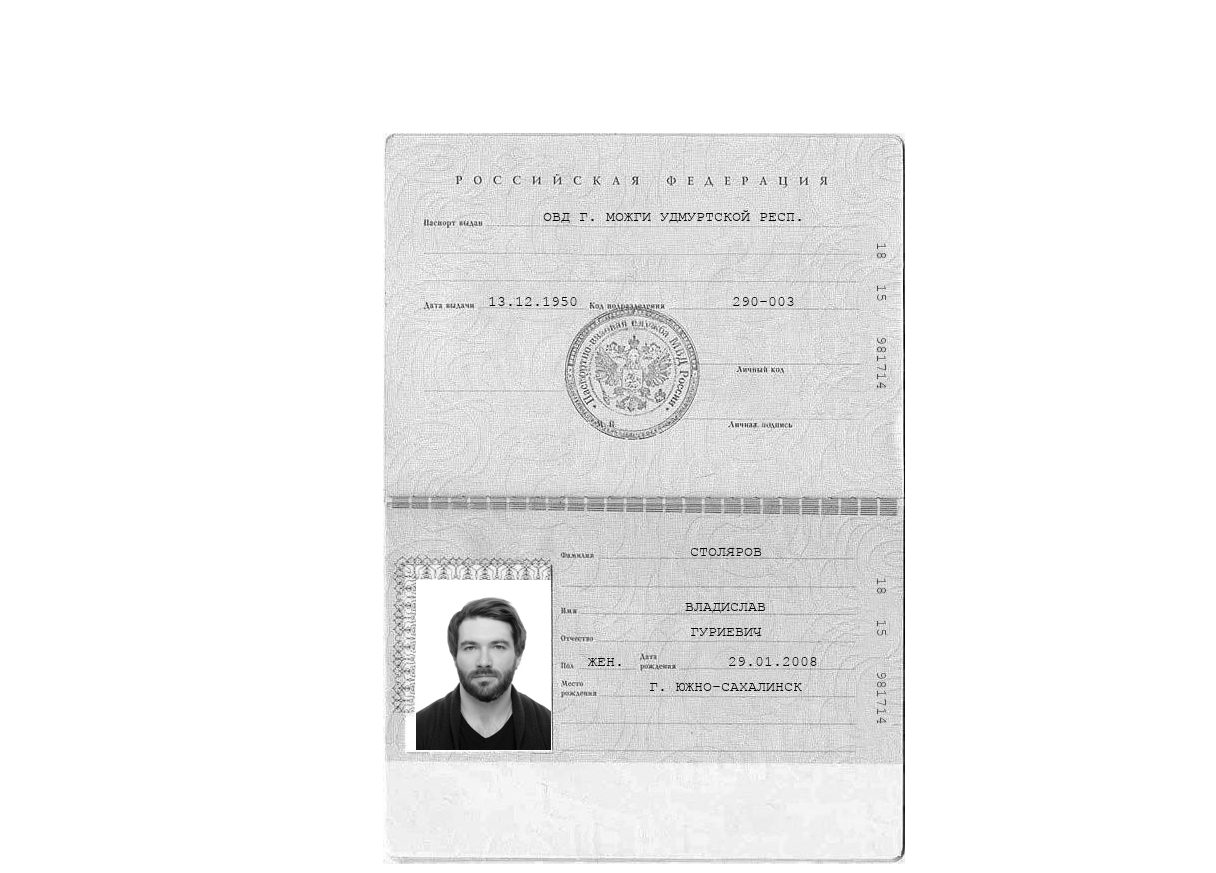 РОССИЙСКАЯ ФЕДЕРАЦИЯ
Паспорт выдан ОВД Г. МОЖГИ УДМУРТСКОЙ РЕСП.
Дата выдачи 13.12.1950 Код подразделения 290-003
18 15 981714
Паспортно-визовая служба МВД России
Личный код
М.П. Личная подпись
Фамилия СТОЛЯРОВ
Имя ВЛАДИСЛАВ
Отчество ГУРИЕВИЧ
Пол ЖЕН. Дата рождения 29.01.2008
Место рождения Г. ЮЖНО-САХАЛИНСК
18 15 981714